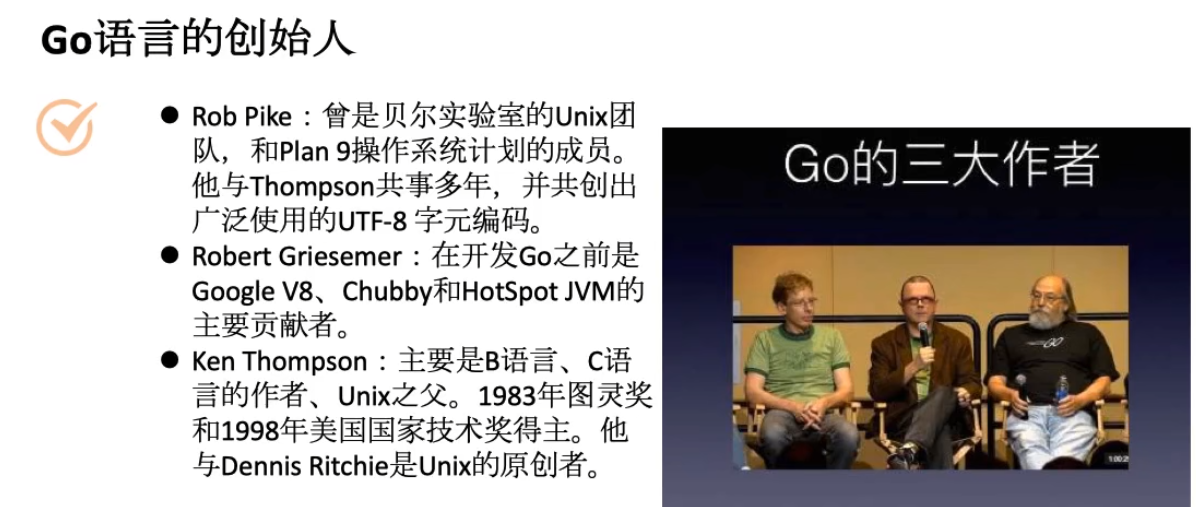 Go语言的创始人
● Rob Pike：曾是贝尔实验室的Unix团
队，和Plan 9操作系统计划的成员。
他与Thompson共事多年，并共创出
广泛使用的UTF-8 字元编码。
● Robert Griesemer：在开发Go之前是
Google V8、Chubby和HotSpot JVM的
主要贡献者。
● Ken Thompson：主要是B语言、C语
言的作者、Unix之父。1983年图灵奖
和1998年美国国家技术奖得主。他
与Dennis Ritchie是Unix的原创者。
Go的三大作者
GO
1:00:25